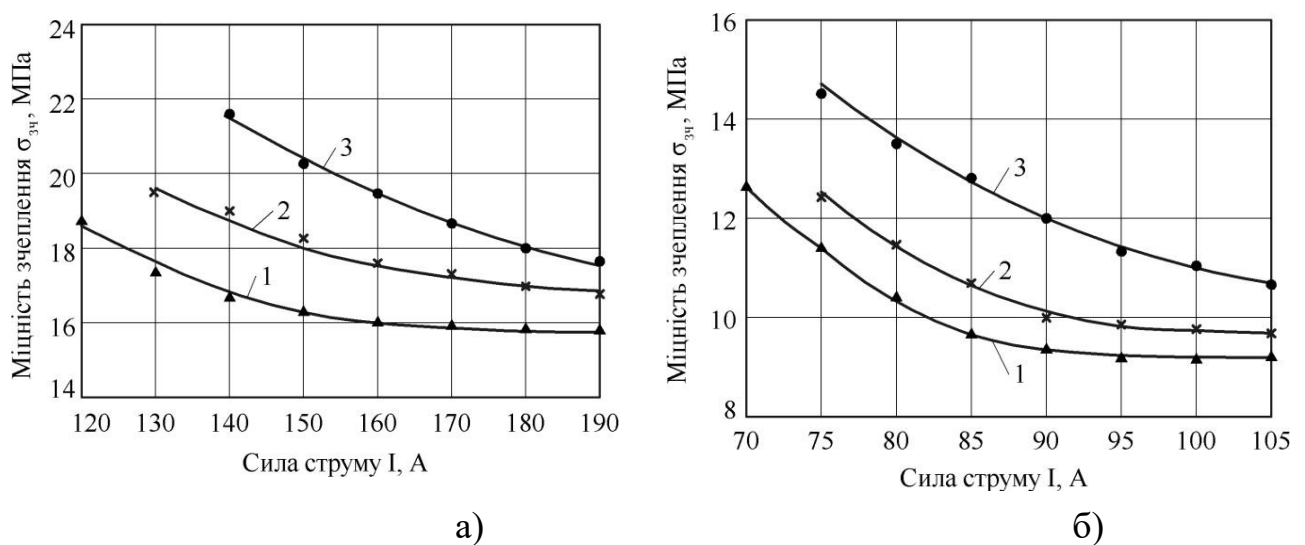 Міцність зчеплення σзч, МПа
24
22
20
18
16
14
120 130 140 150 160 170 180 190
3
2
1
Сила струму І, А
а)
Міцність зчеплення σзч, МПа
16
14
12
10
8
70 75 80 85 90 95 100 105
3
2
1
Сила струму І, А
б)